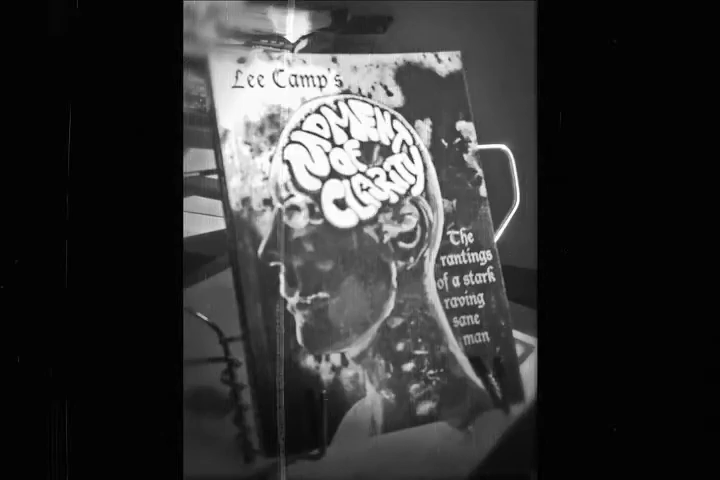 Lee Camp's
MOMENT
OF
CLARITY
The
rantings
of a stark
raving
sane
man